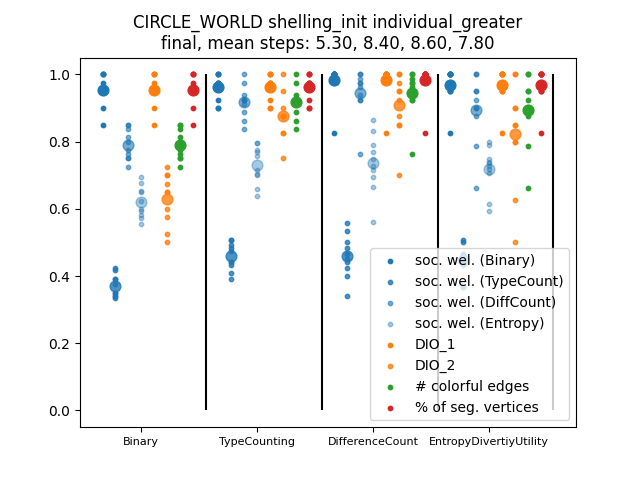 CIRCLE_WORLD shelling_init individual_greater
final, mean steps: 5.30, 8.40, 8.60, 7.80
1.0
0.8
0.6
0.4
0.2
0.0
soc. wel. (Binary)
soc. wel. (TypeCount)
soc. wel. (DiffCount)
soc. wel. (Entropy)
DIO_1
DIO_2
# colorful edges
% of seg. vertices
Binary
TypeCounting
DifferenceCount
EntropyDivertiyUtility